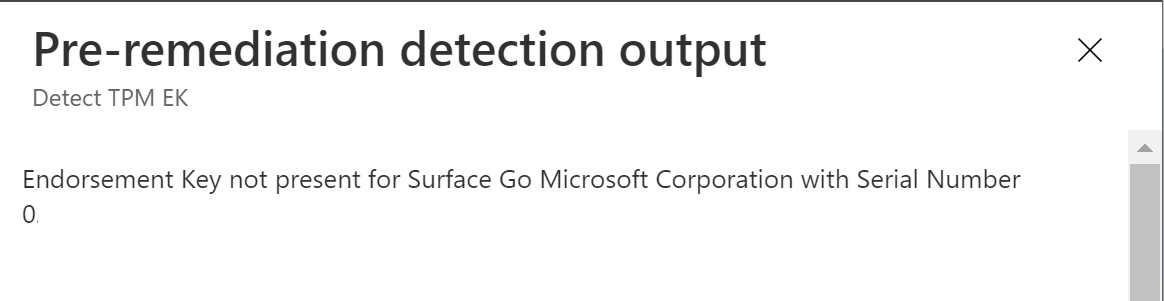 Pre-remediation detection output
Detect TPM EK
Endorsement Key not present for Surface Go Microsoft Corporation with Serial Number
0.